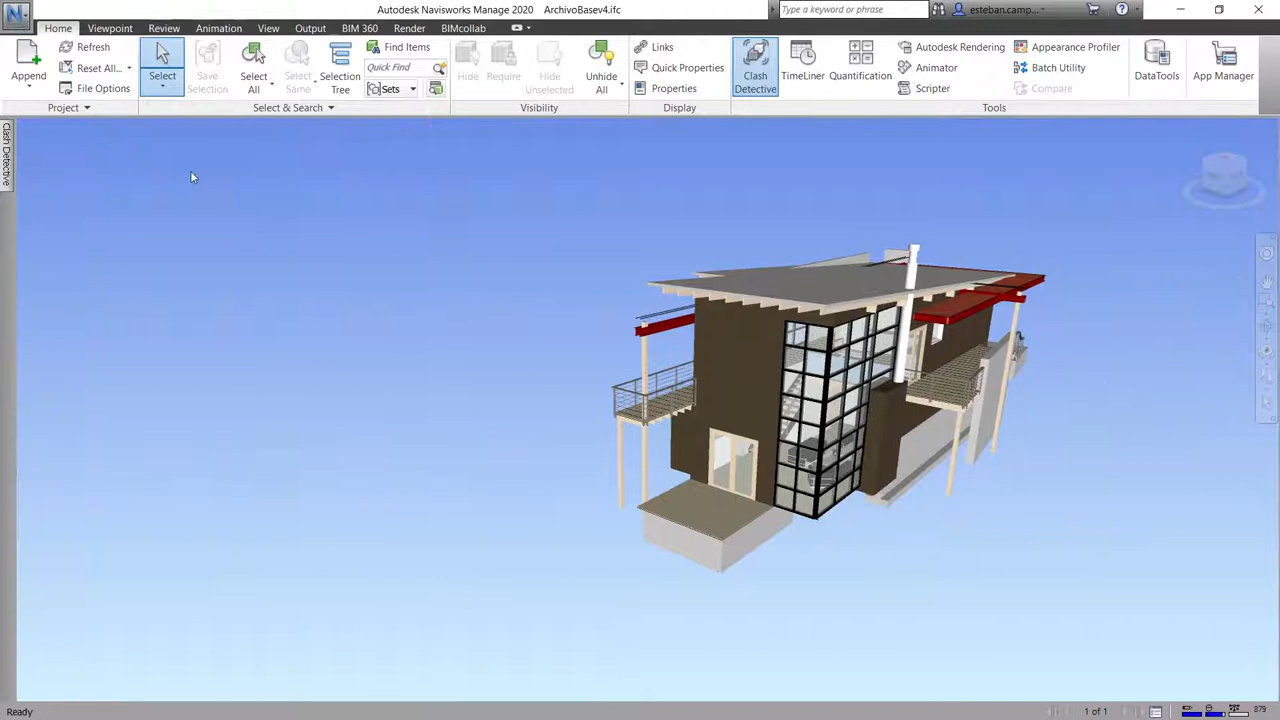 Autodesk Navisworks Manage 2020 ArchivoBasev4.ifc
Type a keyword or phrase
esteban.camp...
Home Viewpoint Review Animation View Output BIM 360 Render BIMcollab
Append
Refresh
Reset All...
File Options
Project
Select
Save Selection
Select All
Select Same
Selection Tree
Find Items
Quick Find
Sets
Select & Search
Hide
Require
Hide Unselected
Unhide All
Visibility
Links
Quick Properties
Properties
Display
Clash Detective
TimeLiner
Quantification
Autodesk Rendering
Animator
Scripter
Appearance Profiler
Batch Utility
Compare
Tools
DataTools
App Manager
Clash Detective
Ready
1 of 1
879